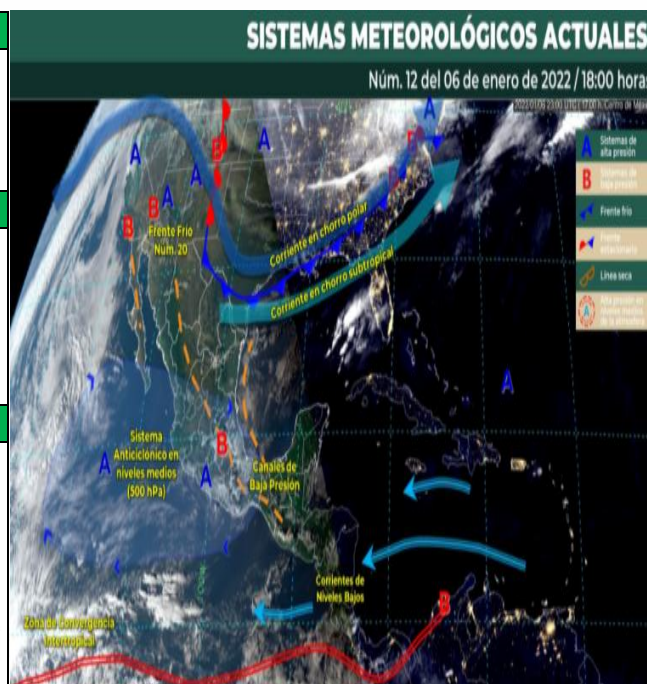 SISTEMAS METEOROLÓGICOS ACTUALES
Núm. 12 del 06 de enero de 2022 / 18:00 horas
A
Sistemas de
alta presión
B
Sistemas de
baja presión
Frente frío
Frente
estacionario
Línea seca
A
Alta presión en
niveles medios
de la atmósfera
A
A
B
A
A
A
B
B
B
B
Frente Frío
Núm. 20
Corriente en chorro polar
Corriente en chorro subtropical
A
Sistema
Anticiclónico en
niveles medios
(500 hPa)
A
B
A
Canales de
Baja Presión
Corrientes de
Niveles Bajos
B
Zona de Convergencia
Intertropical